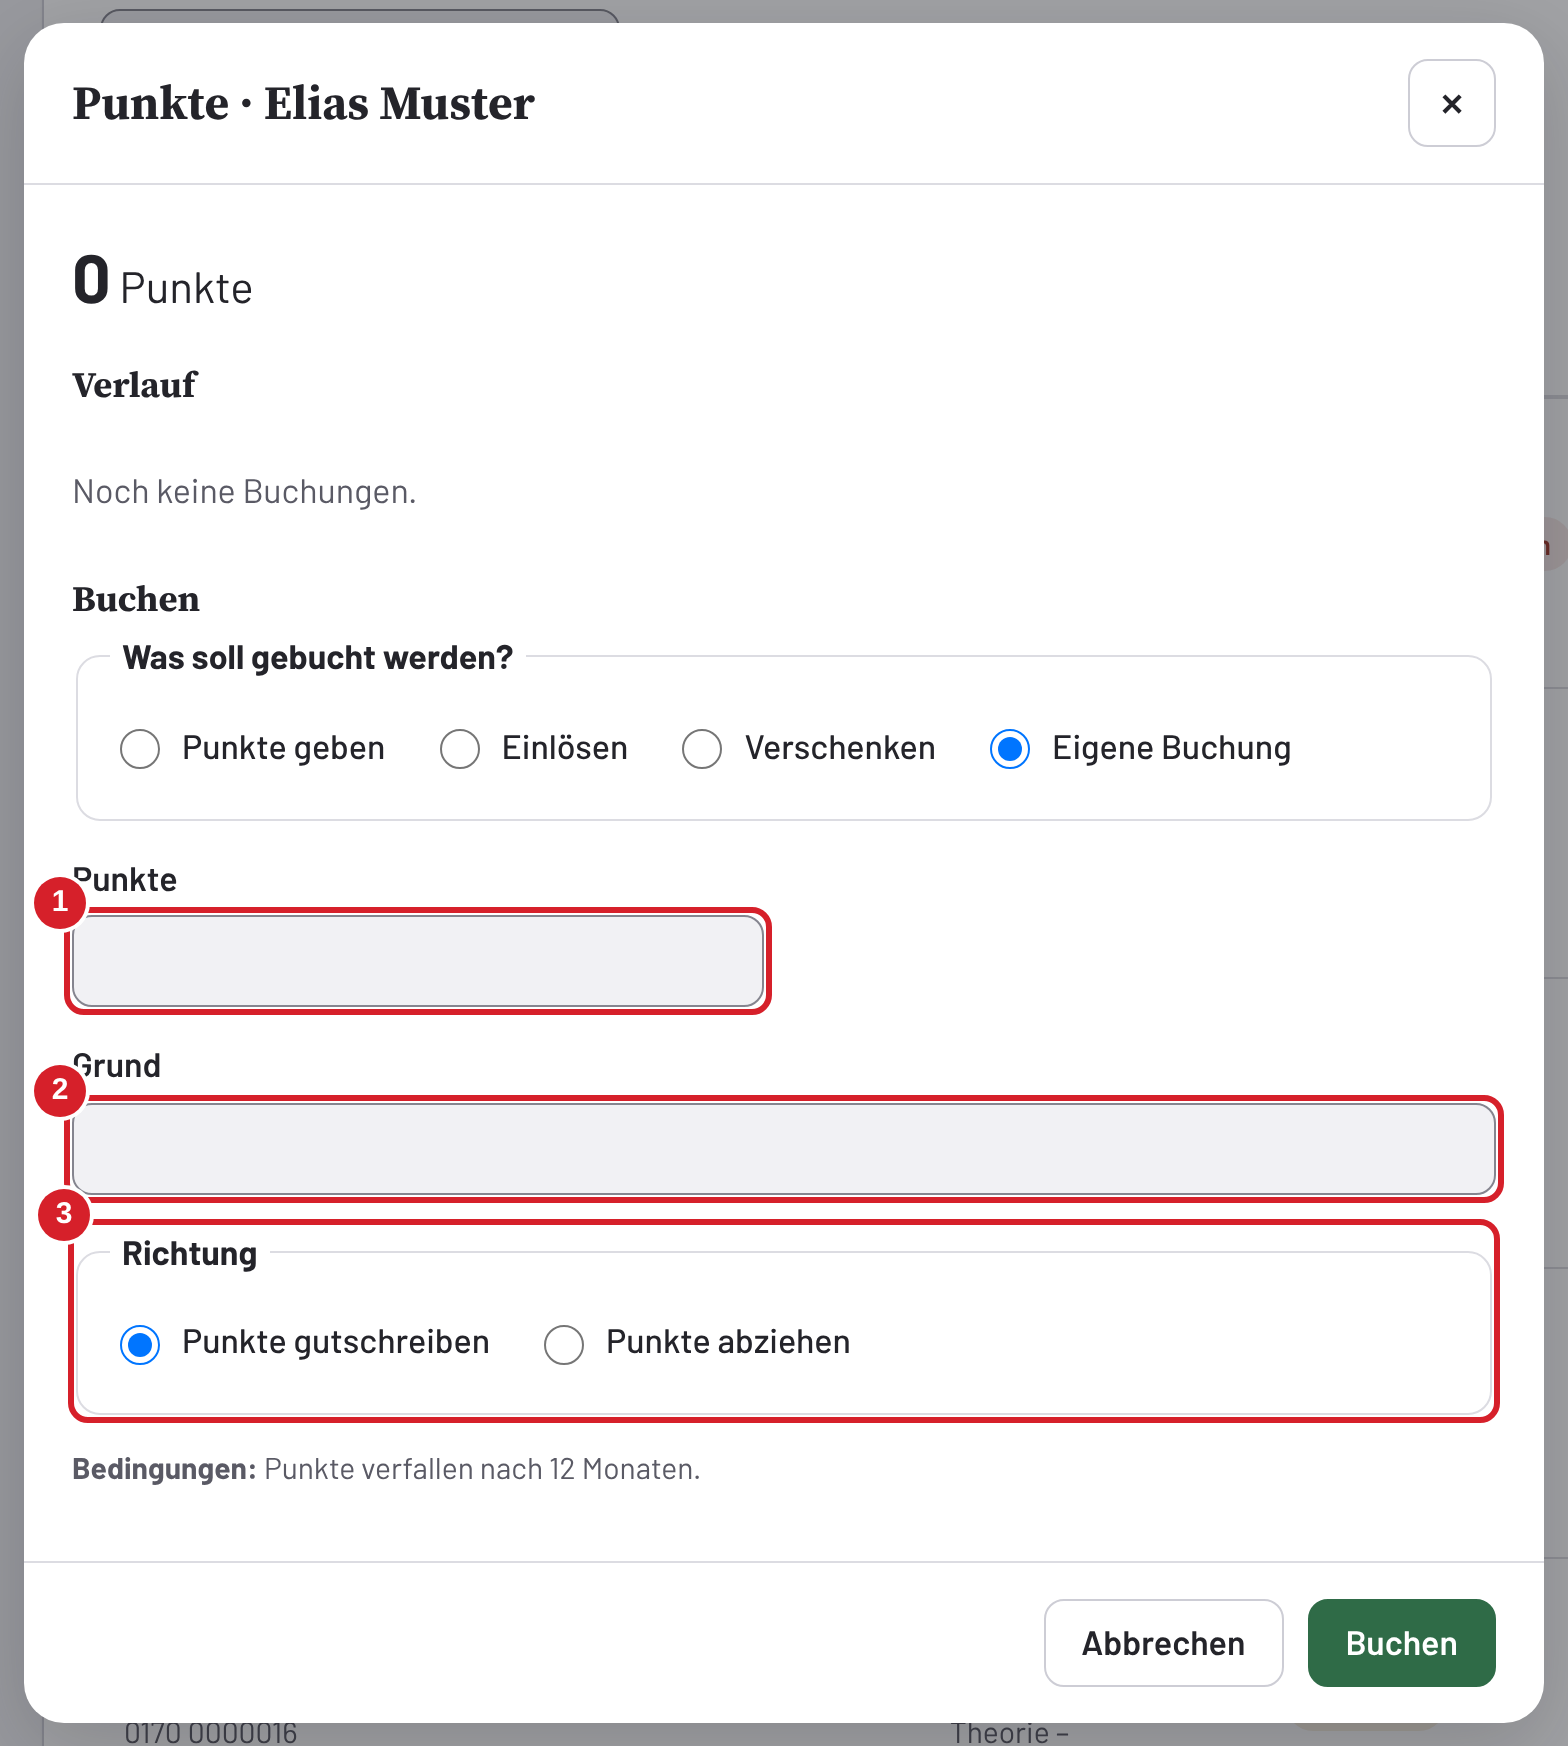 Punkte · Elias Muster
×
0 Punkte
Verlauf
Noch keine Buchungen.
Buchen
Was soll gebucht werden?
Punkte geben Einlösen Verschenken Eigene Buchung
Punkte
1
Grund
2
3
Richtung
Punkte gutschreiben Punkte abziehen
Bedingungen: Punkte verfallen nach 12 Monaten.
Abbrechen Buchen
0170 0000016 Theorie –